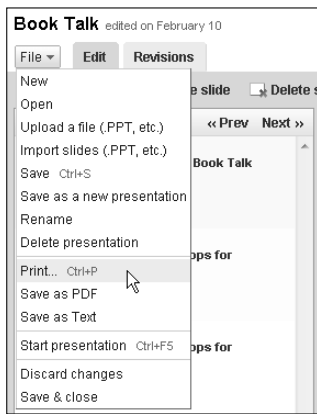 Book Talk edited on February 10
File Edit Revisions
New
e slide Delete s
Open
Upload a file (.PPT, etc.) « Prev Next »
Import slides (.PPT, etc.)
Book Talk
Save Ctrl+S
Save as a new presentation
Rename
Delete presentation
ops for
Print... Ctrl+P
Save as PDF
Save as Text
Start presentation Ctrl+F5 ops for
Discard changes
Save & close